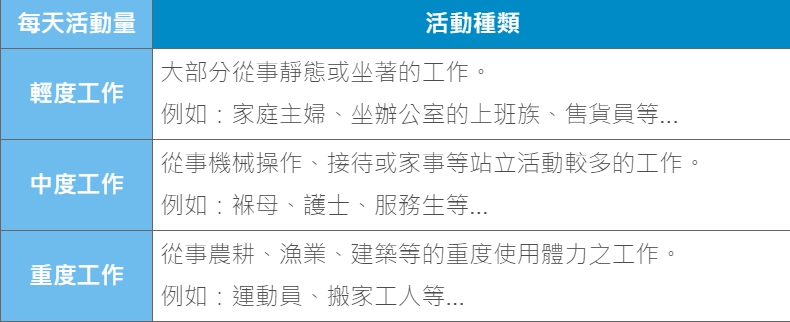 每天活動量 活動種類
輕度工作
大部分從事靜態或坐著的工作。
例如：家庭主婦、坐辦公室的上班族、售貨員等...
中度工作
從事機械操作、接待或家事等站立活動較多的工作。
例如：褓母、護士、服務生等...
重度工作
從事農耕、漁業、建築等的重度使用體力之工作。
例如：運動員、搬家工人等...